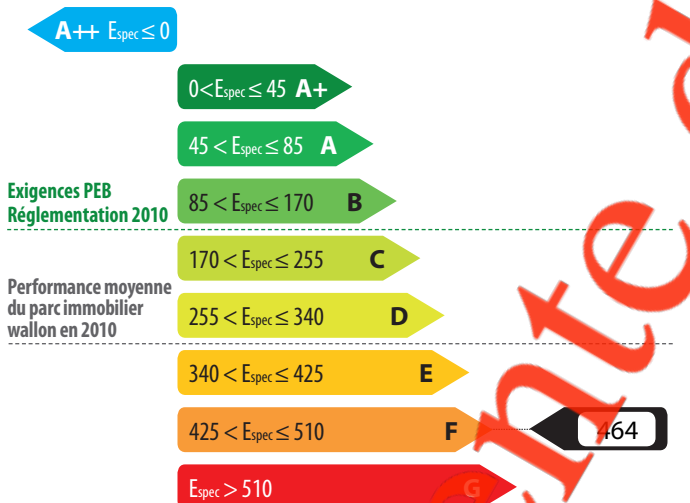 A++ Espec ≤ 0
0<Espec ≤ 45 A+
45 < Espec ≤ 85 A
Exigences PEB
Réglementation 2010
85 < Espec ≤ 170 B
170 < Espec ≤ 255 C
Performance moyenne
du parc immobilier
wallon en 2010
255 < Espec ≤ 340 D
340 < Espec ≤ 425 E
425 < Espec ≤ 510 F
464
Espec > 510 G